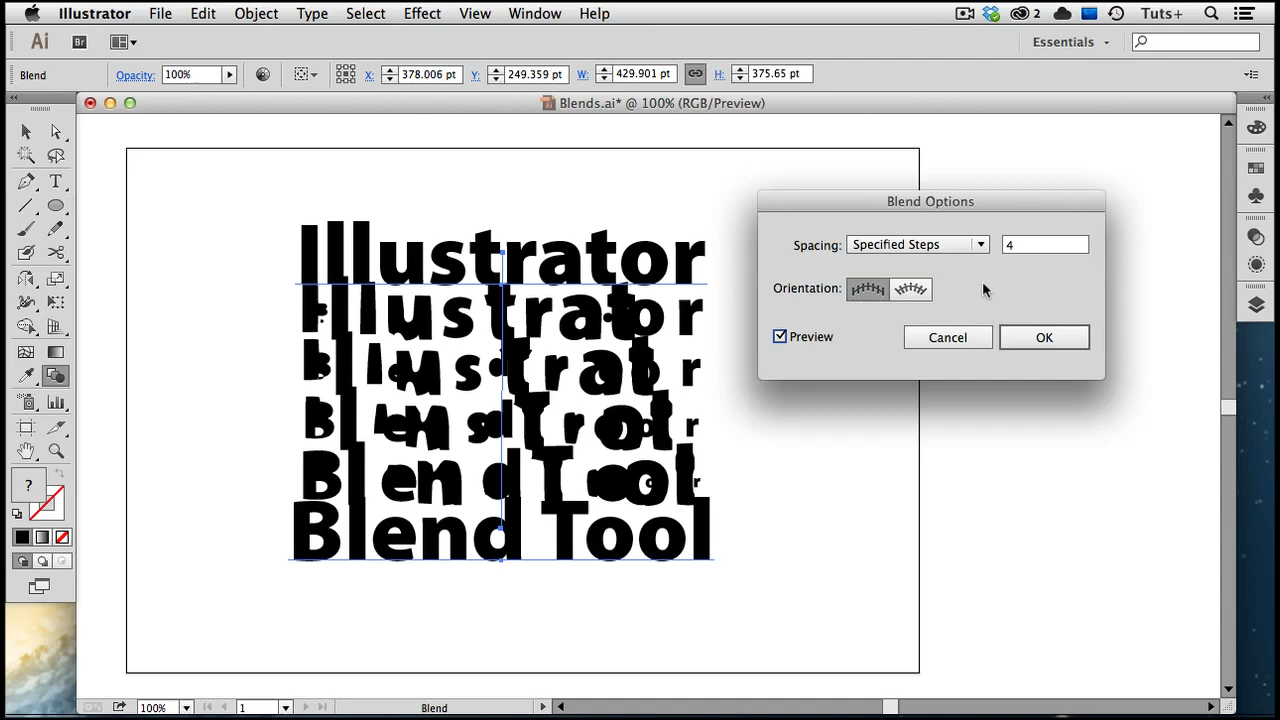 Illustrator File Edit Object Type Select Effect View Window Help 2 Tuts+
Ai Br Essentials
Blend Opacity: 100% X: 378.006 pt Y: 249.359 pt W: 429.901 pt H: 375.65 pt
Blends.ai* @ 100% (RGB/Preview)
Blend Options
Spacing: Specified Steps 4
Orientation:
Preview Cancel OK
Illustrator
Blend Tool
T
?
100% 1 Blend